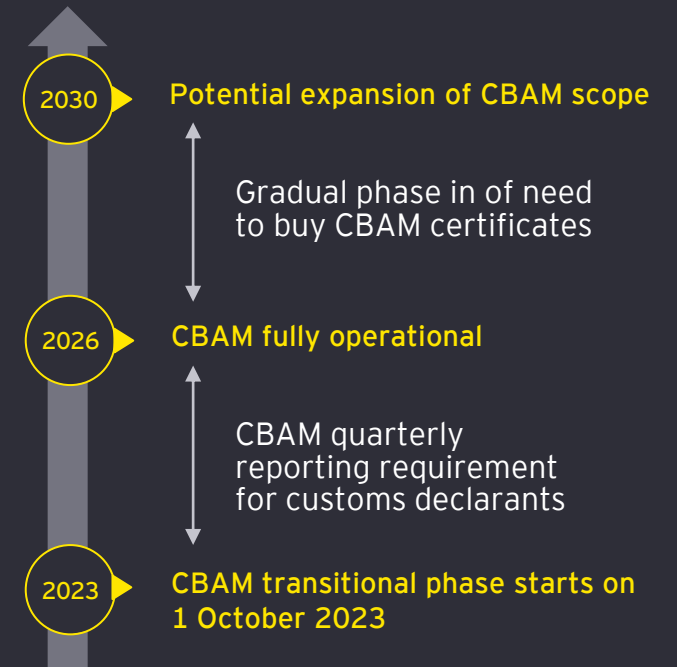 2030
Potential expansion of CBAM scope
Gradual phase in of need
to buy CBAM certificates
2026
CBAM fully operational
CBAM quarterly
reporting requirement
for customs declarants
2023
CBAM transitional phase starts on
1 October 2023